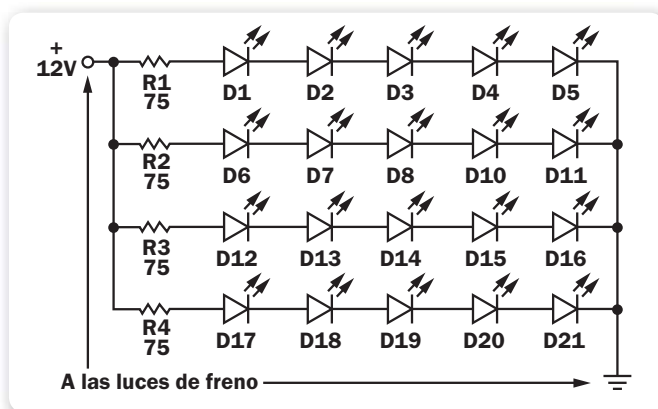 +
12V
R1
75
D1 D2 D3 D4 D5
R2
75
D6 D7 D8 D10 D11
R3
75
D12 D13 D14 D15 D16
R4
75
D17 D18 D19 D20 D21
A las luces de freno